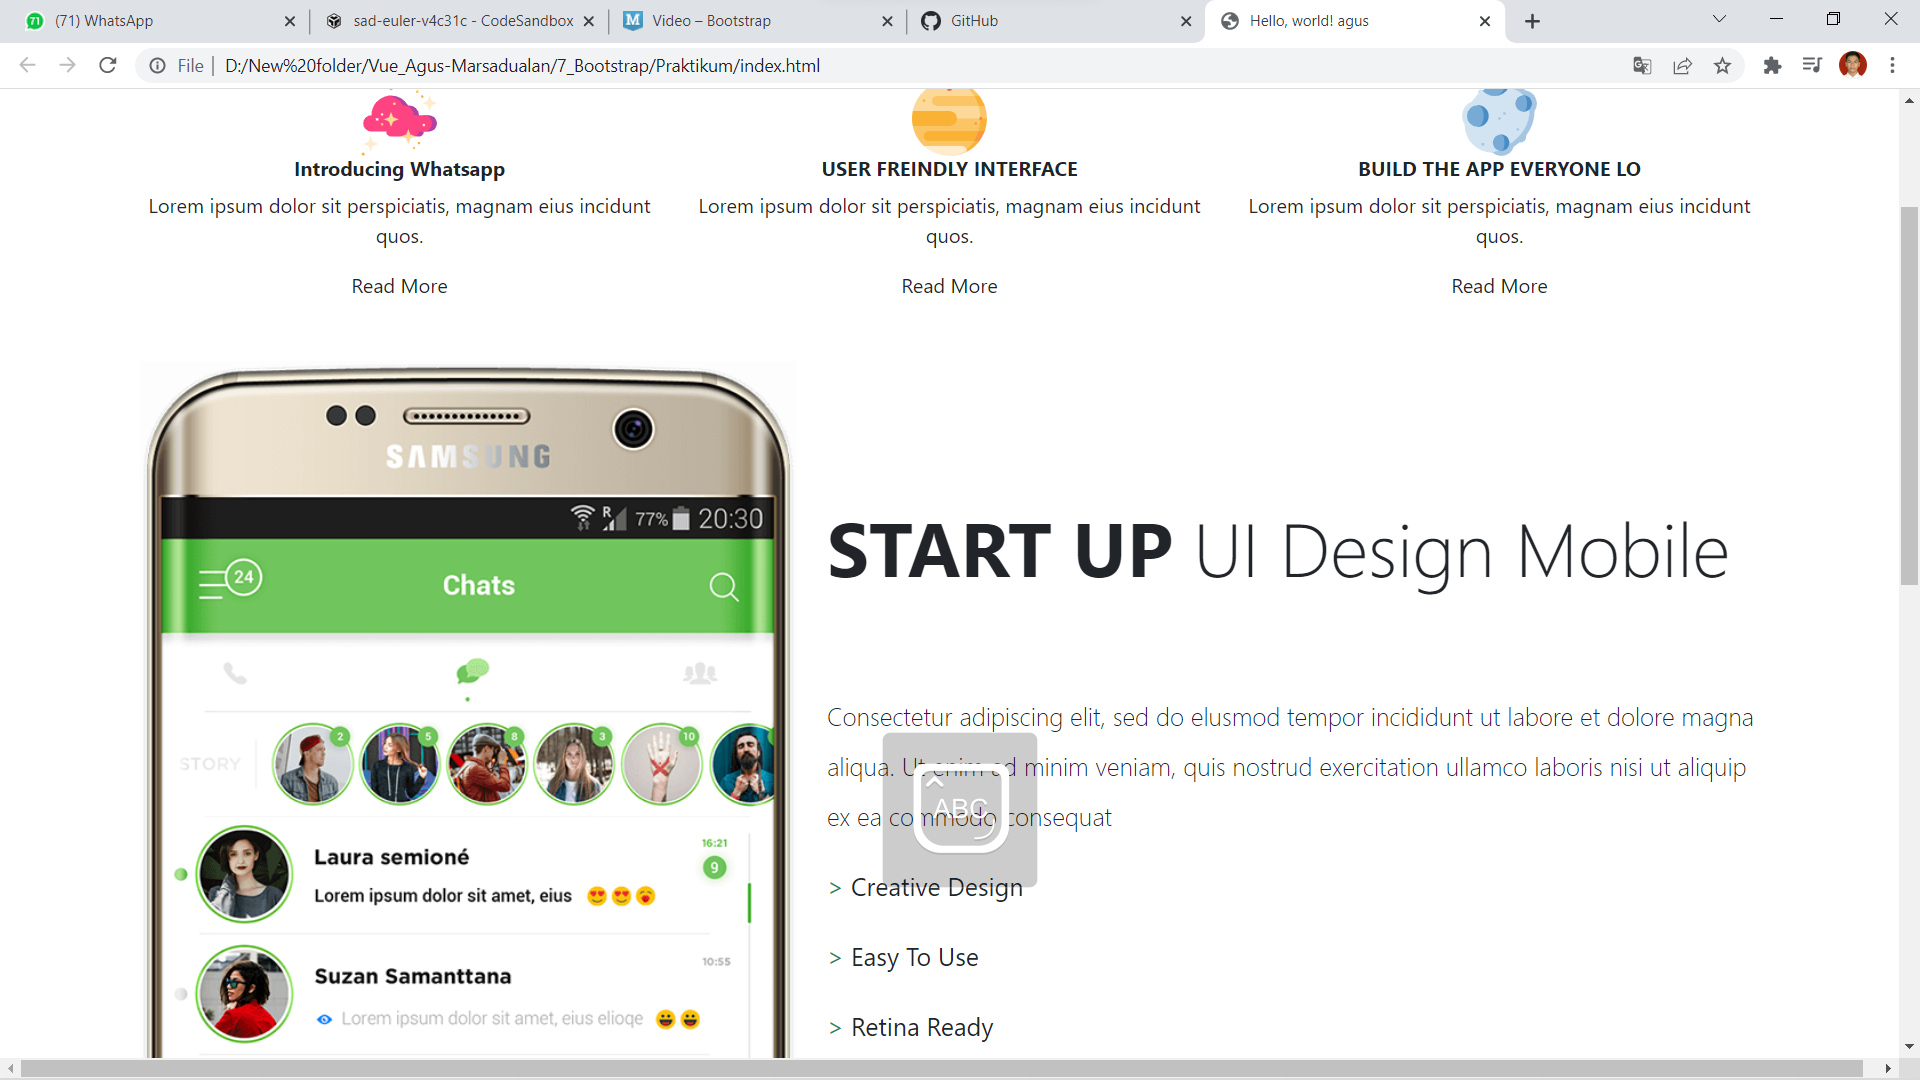 (71) WhatsApp
sad-euler-v4c31c - CodeSandbox
Video – Bootstrap
GitHub
Hello, world! agus
File
D:/New%20folder/Vue_Agus-Marsadualan/7_Bootstrap/Praktikum/index.html
Introducing Whatsapp
Lorem ipsum dolor sit perspiciatis, magnam eius incidunt
quos.
Read More
USER FREINDLY INTERFACE
Lorem ipsum dolor sit perspiciatis, magnam eius incidunt
quos.
Read More
BUILD THE APP EVERYONE LO
Lorem ipsum dolor sit perspiciatis, magnam eius incidunt
quos.
Read More
SAMSUNG
R 77% 20:30
24
Chats
STORY
2 5 8 3 10
Laura semioné
16:21
Lorem ipsum dolor sit amet, eius
9
Suzan Samanttana
10:55
Lorem ipsum dolor sit amet, eius elioqe
START UP UI Design Mobile
Consectetur adipiscing elit, sed do elusmod tempor incididunt ut labore et dolore magna
aliqua. Ut enim ad minim veniam, quis nostrud exercitation ullamco laboris nisi ut aliquip
ex ea commodo consequat
ABC
> Creative Design
> Easy To Use
> Retina Ready